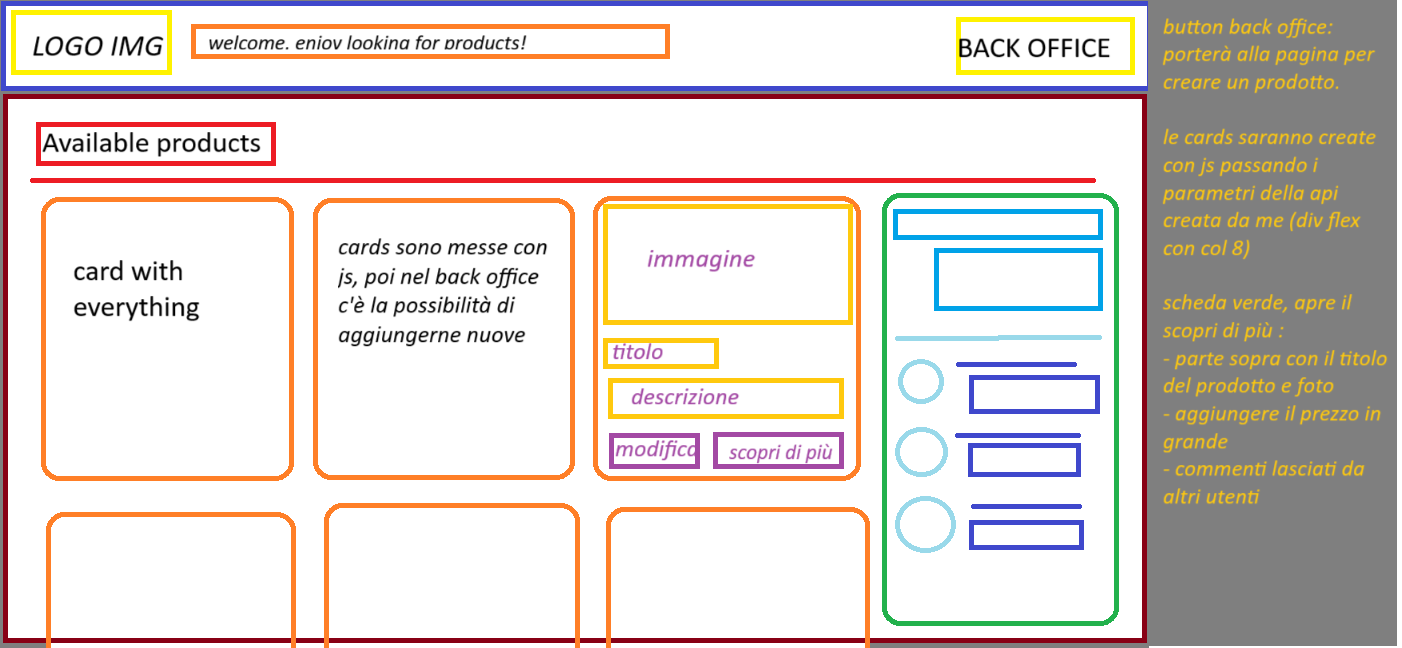 LOGO IMG
welcome. enjoy looking for products!
BACK OFFICE
Available products
card with
everything
cards sono messe con
js, poi nel back office
c'è la possibilità di
aggiungerne nuove
immagine
titolo
descrizione
modifica
scopri di più
button back office:
porterà alla pagina per
creare un prodotto.
le cards saranno create
con js passando i
parametri della api
creata da me (div flex
con col 8)
scheda verde, apre il
scopri di più :
- parte sopra con il titolo
del prodotto e foto
- aggiungere il prezzo in
grande
- commenti lasciati da
altri utenti